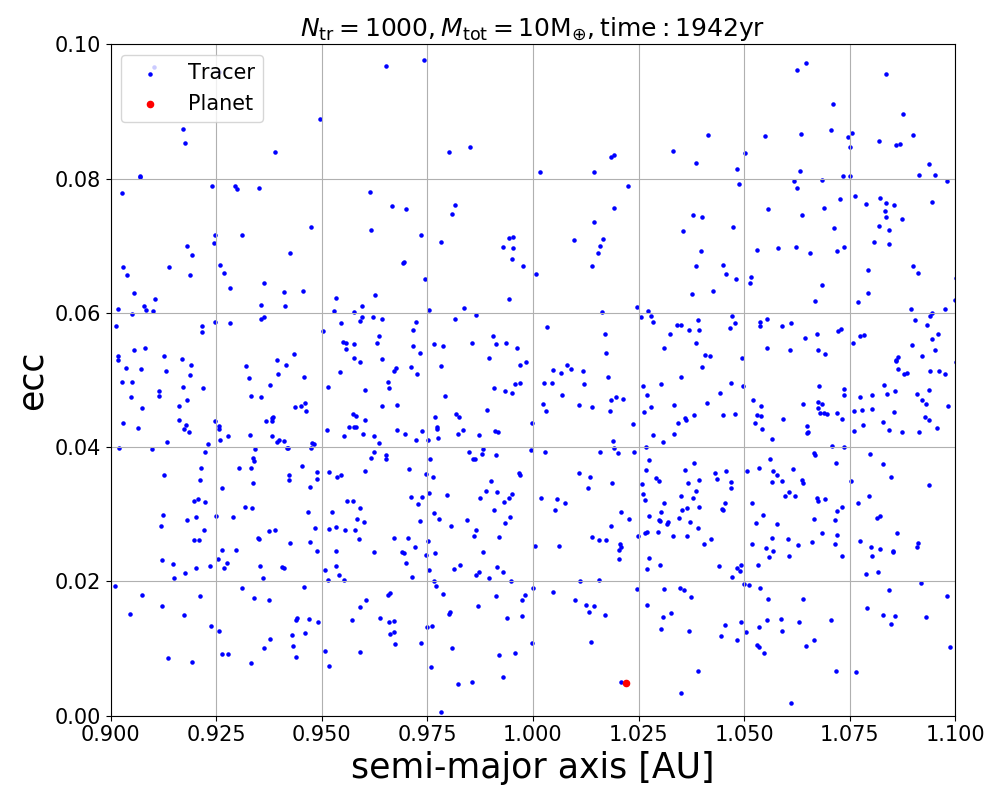 N_tr = 1000, M_tot = 10M_⊕, time : 1942yr
Tracer
Planet
ecc
0.10
0.08
0.06
0.04
0.02
0.00
0.900 0.925 0.950 0.975 1.000 1.025 1.050 1.075 1.100
semi-major axis [AU]